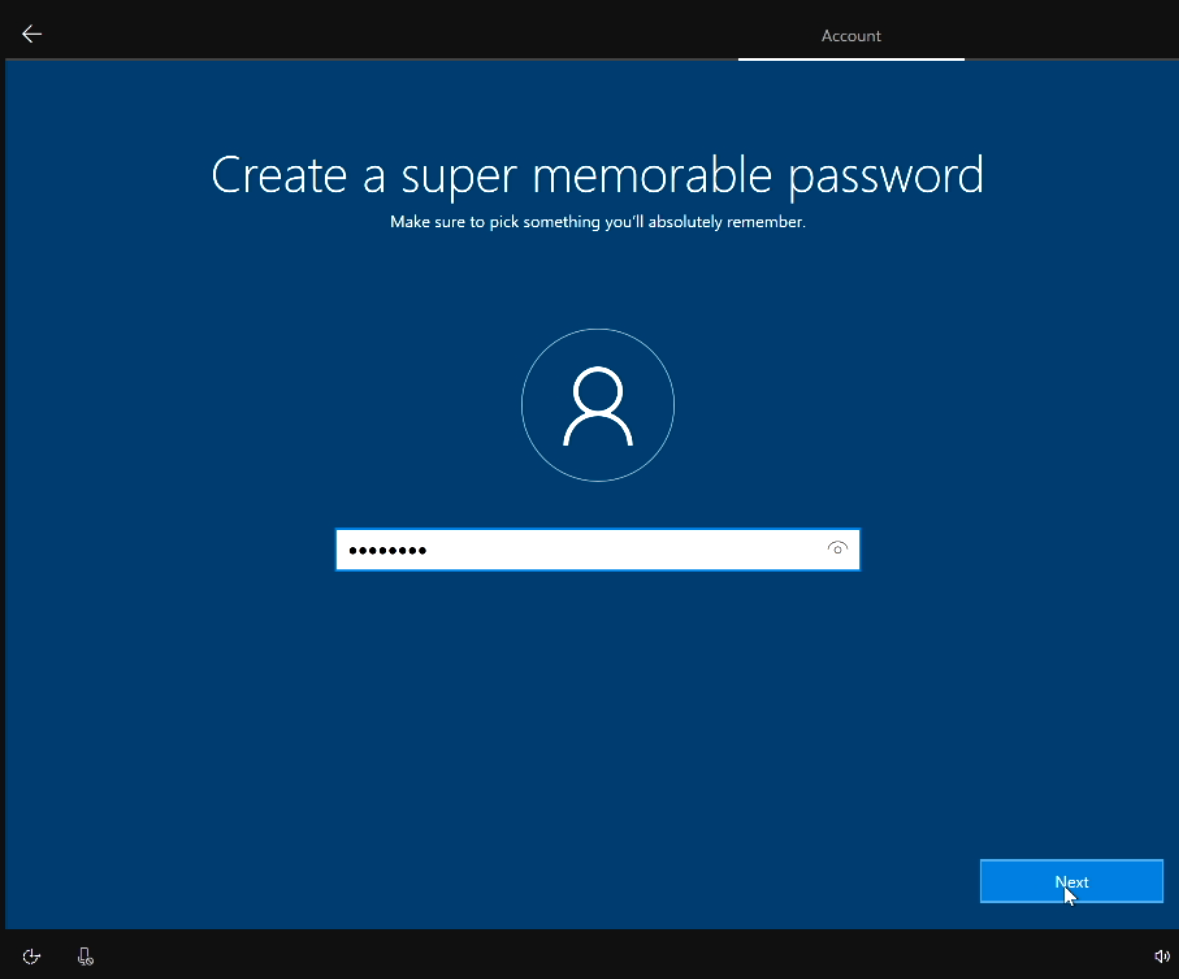 Account
Create a super memorable password
Make sure to pick something you'll absolutely remember.
••••••••
Next